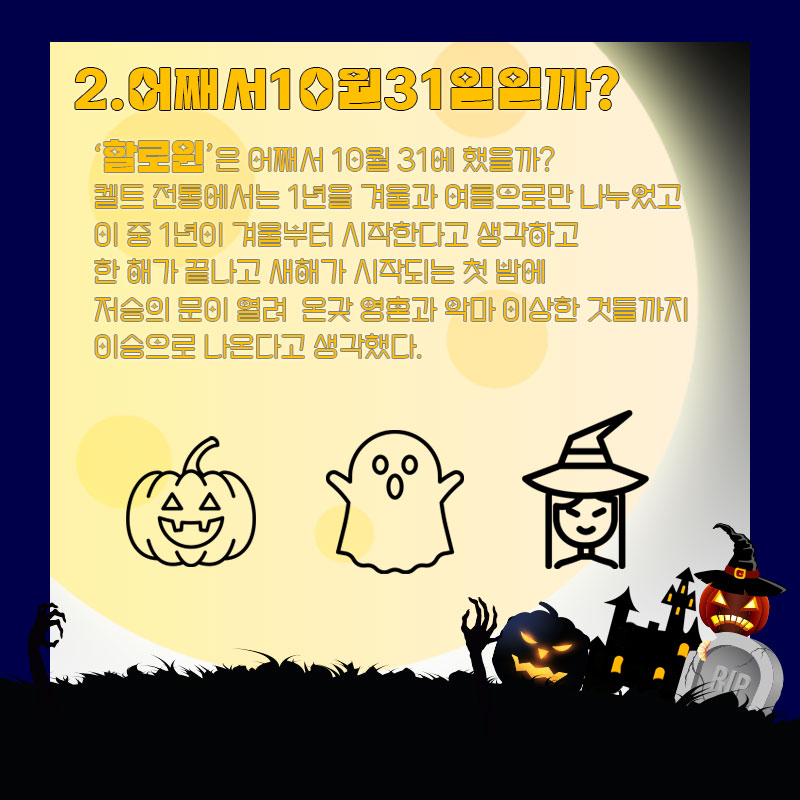 2.어째서10월31일일까?
‘할로윈’은 어째서 10월 31에 했을까?
켈트 전통에서는 1년을 겨울과 여름으로만 나누었고
이 중 1년이 겨울부터 시작한다고 생각하고
한 해가 끝나고 새해가 시작되는 첫 밤에
저승의 문이 열려 온갖 영혼과 악마 이상한 것들까지
이승으로 나온다고 생각했다.
RIP